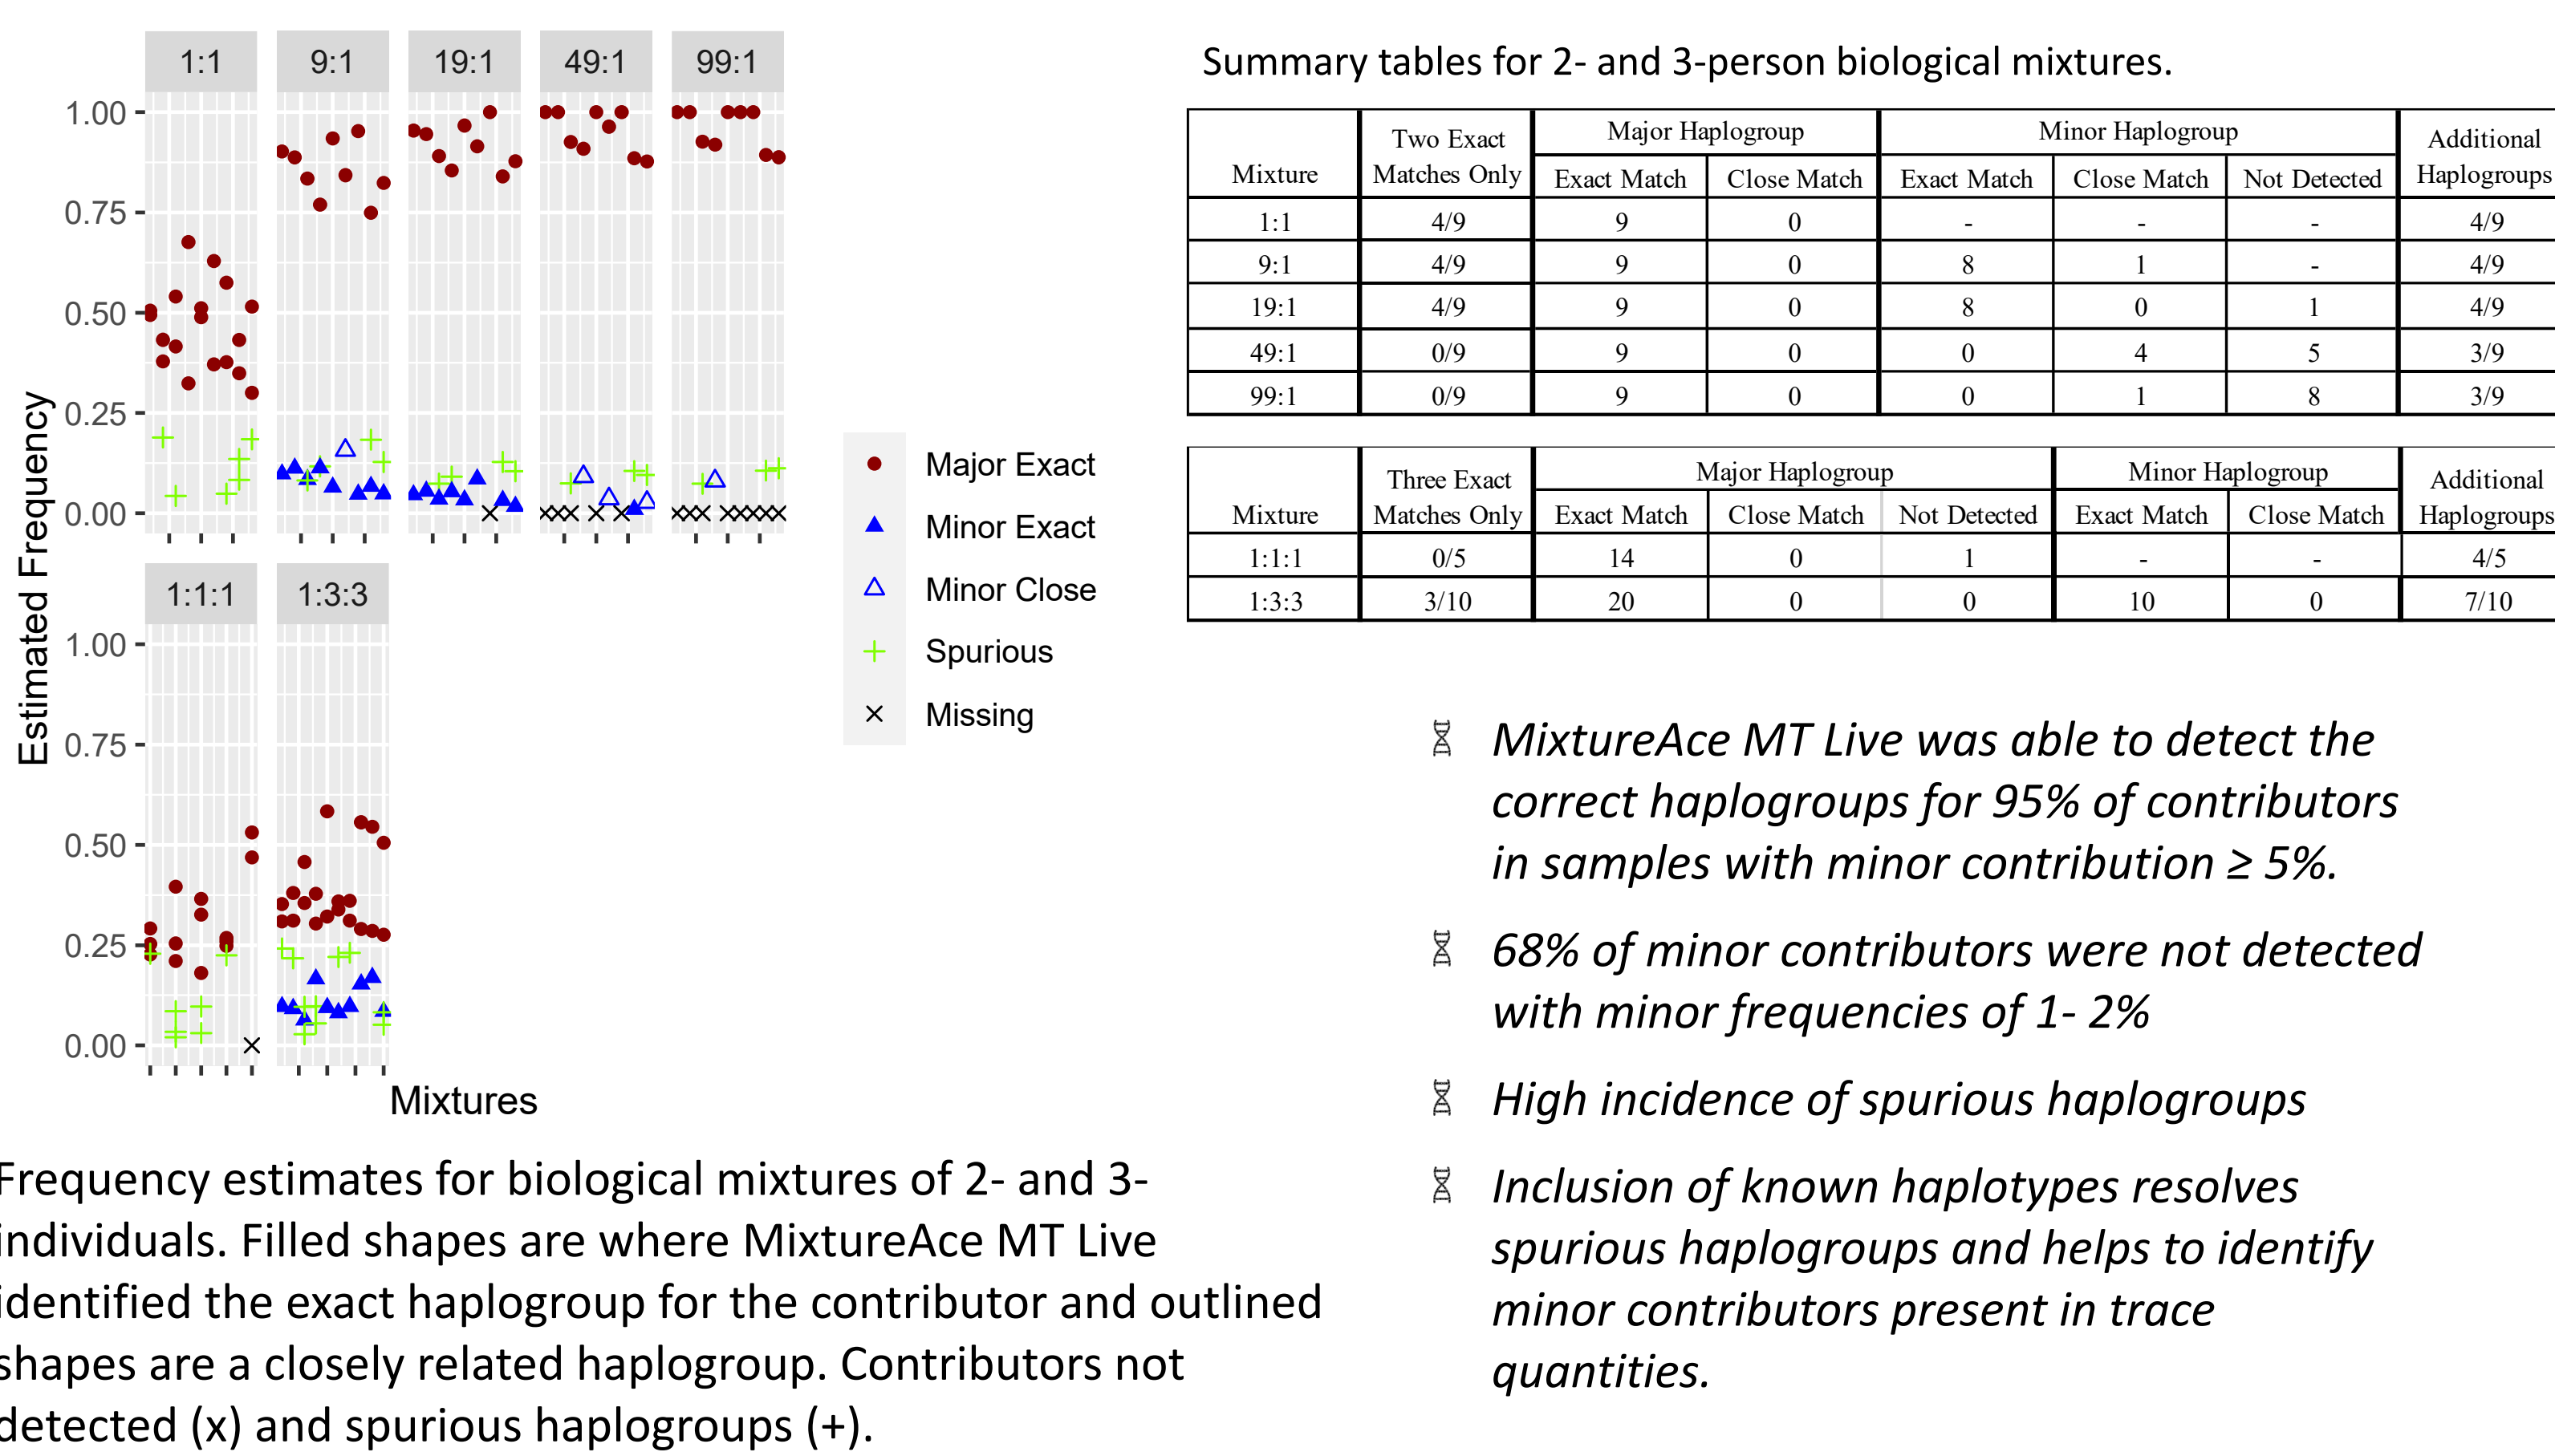 1:1 9:1 19:1 49:1 99:1
1.00
0.75
0.50
0.25
0.00
1:1:1 1:3:3
1.00
0.75
0.50
0.25
0.00
Estimated Frequency
Mixtures
Major Exact
Minor Exact
Minor Close
Spurious
Missing
Frequency estimates for biological mixtures of 2- and 3-
individuals. Filled shapes are where MixtureAce MT Live
identified the exact haplogroup for the contributor and outlined
shapes are a closely related haplogroup. Contributors not
detected (x) and spurious haplogroups (+).
Summary tables for 2- and 3-person biological mixtures.
Mixture Two Exact Matches Only Major Haplogroup Minor Haplogroup Additional Haplogroups
Exact Match Close Match Exact Match Close Match Not Detected
1:1 4/9 9 0 - - - 4/9
9:1 4/9 9 0 8 1 - 4/9
19:1 4/9 9 0 8 0 1 4/9
49:1 0/9 9 0 0 4 5 3/9
99:1 0/9 9 0 0 1 8 3/9
Mixture Three Exact Matches Only Major Haplogroup Minor Haplogroup Additional Haplogroups
Exact Match Close Match Not Detected Exact Match Close Match
1:1:1 0/5 14 0 1 - - 4/5
1:3:3 3/10 20 0 0 10 0 7/10
MixtureAce MT Live was able to detect the
correct haplogroups for 95% of contributors
in samples with minor contribution ≥ 5%.
68% of minor contributors were not detected
with minor frequencies of 1- 2%
High incidence of spurious haplogroups
Inclusion of known haplotypes resolves
spurious haplogroups and helps to identify
minor contributors present in trace
quantities.